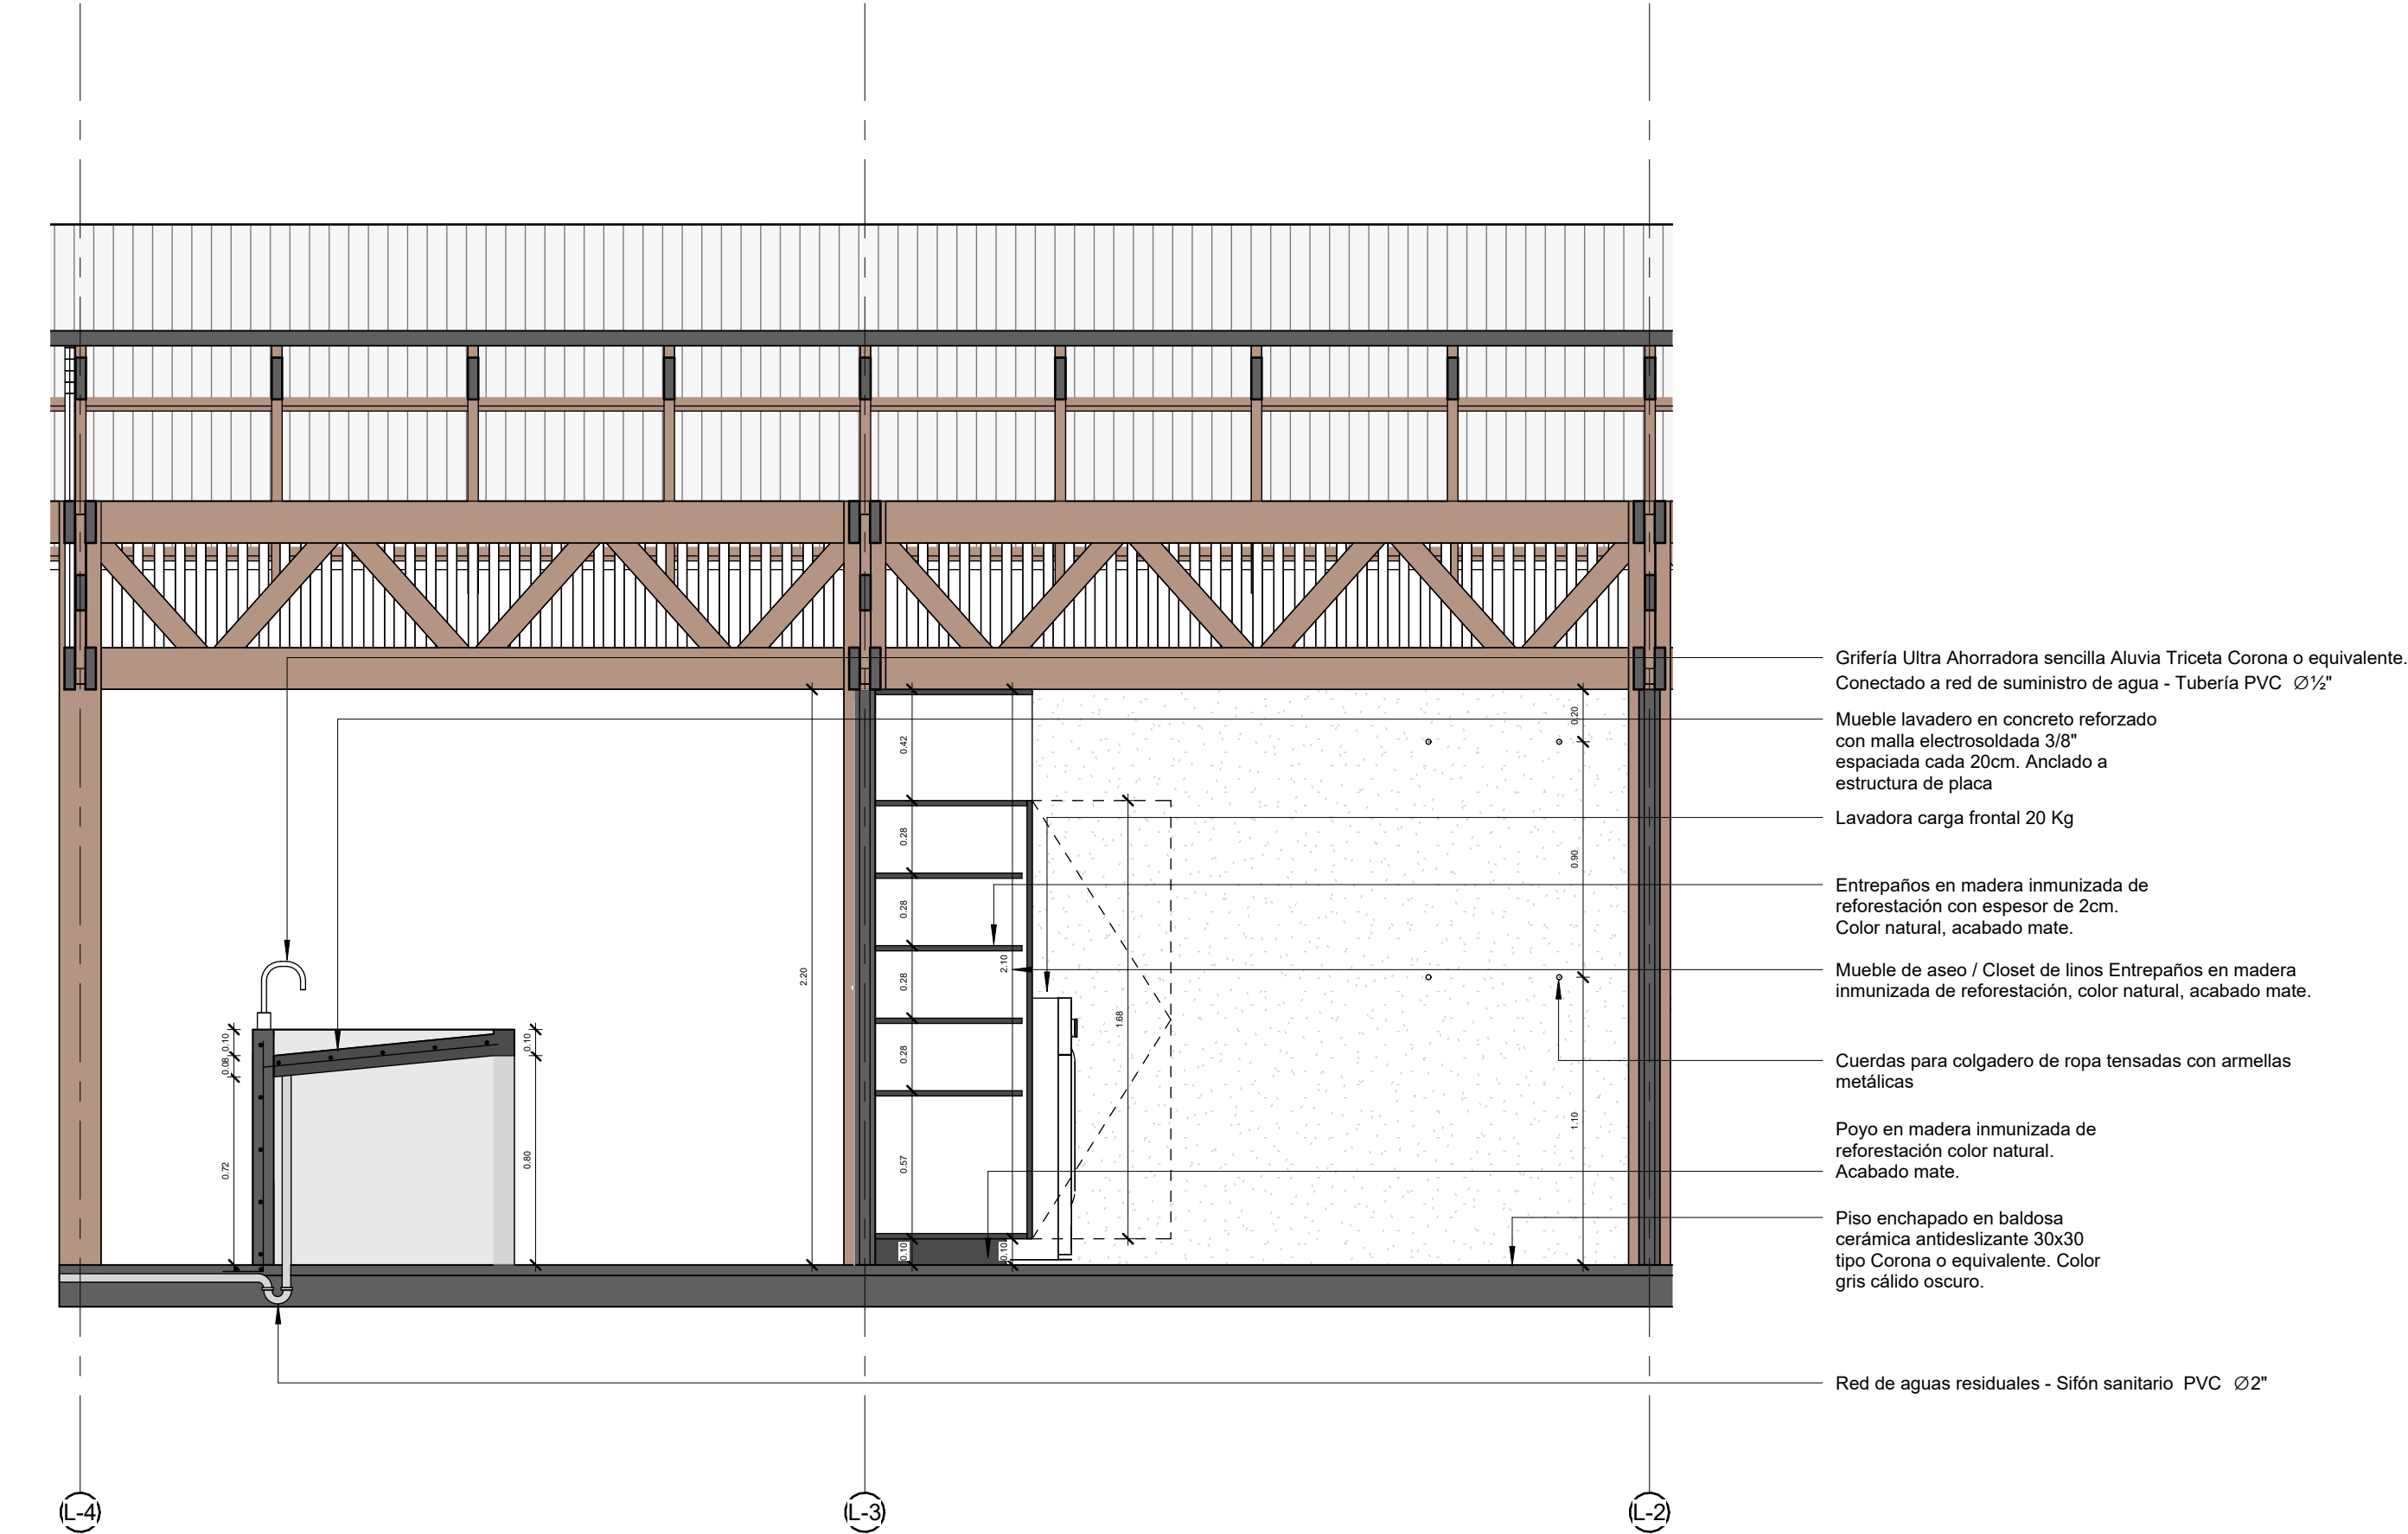 Grifería Ultra Ahorradora sencilla Aluvia Triceta Corona o equivalente.
Conectado a red de suministro de agua - Tubería PVC ∅½"
Mueble lavadero en concreto reforzado
con malla electrosoldada 3/8"
espaciada cada 20cm. Anclado a
estructura de placa
Lavadora carga frontal 20 Kg
Entrepaños en madera inmunizada de
reforestación con espesor de 2cm.
Color natural, acabado mate.
Mueble de aseo / Closet de linos Entrepaños en madera
inmunizada de reforestación, color natural, acabado mate.
Cuerdas para colgadero de ropa tensadas con armellas
metálicas
Poyo en madera inmunizada de
reforestación color natural.
Acabado mate.
Piso enchapado en baldosa
cerámica antideslizante 30x30
tipo Corona o equivalente. Color
gris cálido oscuro.
Red de aguas residuales - Sifón sanitario PVC ∅2"
0.10
0.08
0.72
0.10
0.80
2.20
0.42
0.28
0.28
0.28
0.28
0.57
0.10
2.10
0.10
1.68
0.20
0.90
1.10
L-4
L-3
L-2